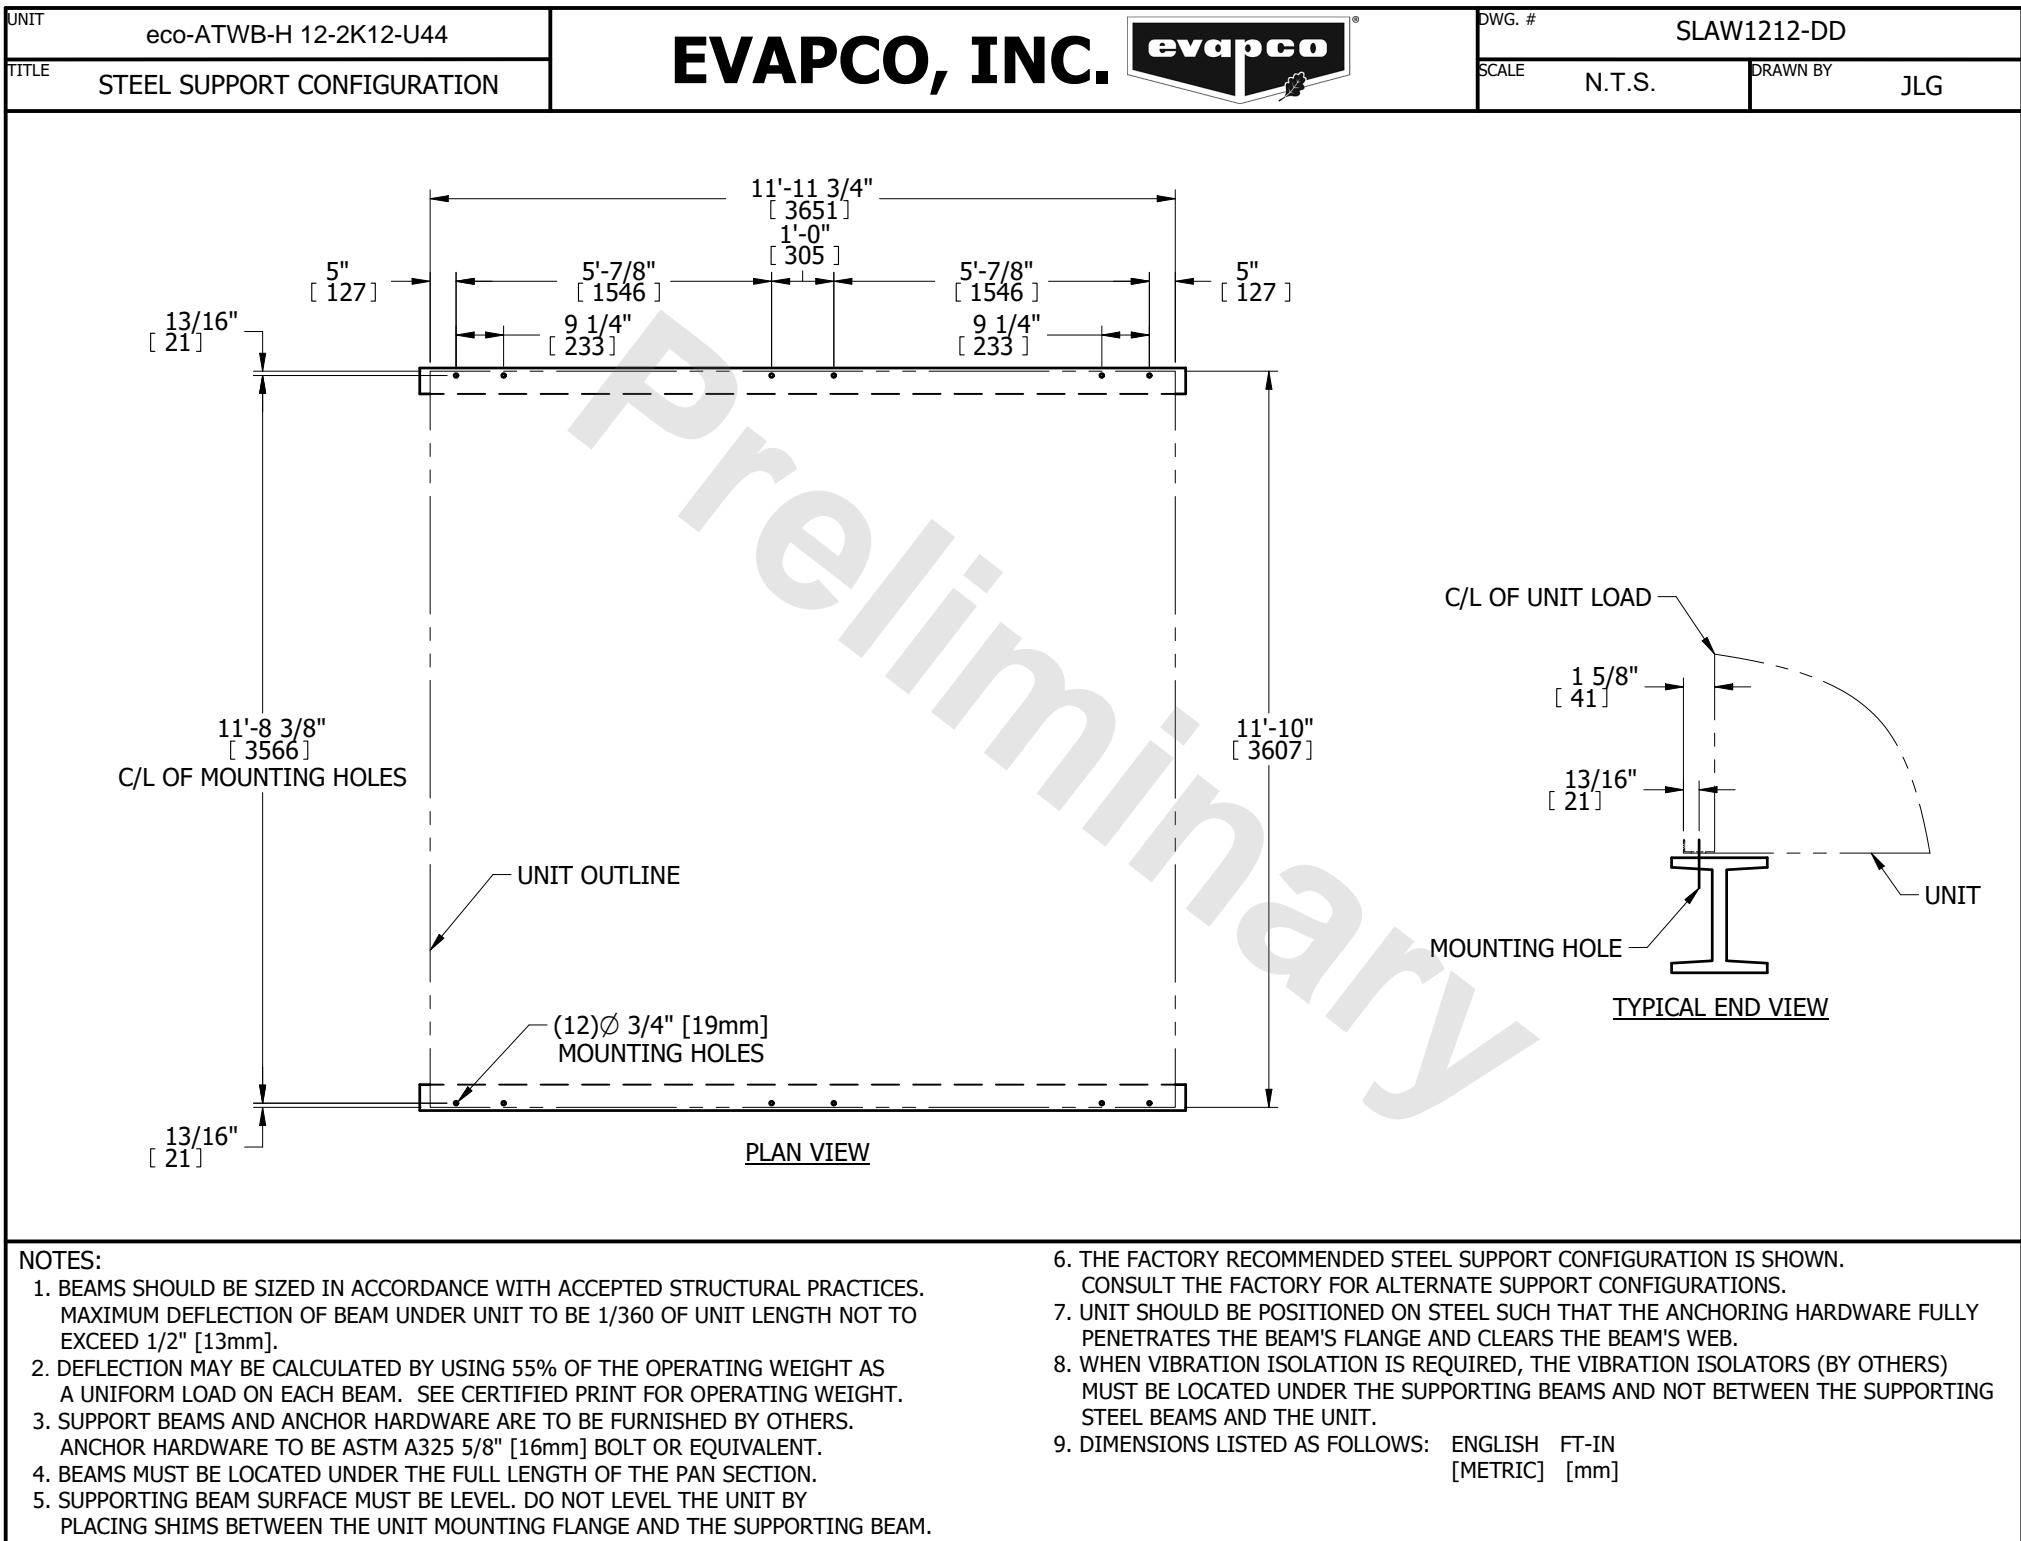 UNIT
eco-ATWB-H 12-2K12-U44
TITLE
STEEL SUPPORT CONFIGURATION
EVAPCO, INC.
evapco
®
DWG. #
SLAW1212-DD
SCALE
N.T.S.
DRAWN BY
JLG
11'-11 3/4"
[ 3651]
1'-0"
[ 305 ]
5"
[ 127]
5'-7/8"
[ 1546 ]
5'-7/8"
[ 1546 ]
5"
[ 127 ]
13/16"
[ 21]
9 1/4"
[ 233]
9 1/4"
[ 233 ]
Preliminary
11'-8 3/8"
[ 3566]
C/L OF MOUNTING HOLES
11'-10"
[ 3607]
UNIT OUTLINE
(12)∅ 3/4" [19mm]
MOUNTING HOLES
13/16"
[ 21]
PLAN VIEW
C/L OF UNIT LOAD
1 5/8"
[ 41]
13/16"
[ 21]
UNIT
MOUNTING HOLE
TYPICAL END VIEW
NOTES:
1. BEAMS SHOULD BE SIZED IN ACCORDANCE WITH ACCEPTED STRUCTURAL PRACTICES.
MAXIMUM DEFLECTION OF BEAM UNDER UNIT TO BE 1/360 OF UNIT LENGTH NOT TO
EXCEED 1/2" [13mm].
2. DEFLECTION MAY BE CALCULATED BY USING 55% OF THE OPERATING WEIGHT AS
A UNIFORM LOAD ON EACH BEAM. SEE CERTIFIED PRINT FOR OPERATING WEIGHT.
3. SUPPORT BEAMS AND ANCHOR HARDWARE ARE TO BE FURNISHED BY OTHERS.
ANCHOR HARDWARE TO BE ASTM A325 5/8" [16mm] BOLT OR EQUIVALENT.
4. BEAMS MUST BE LOCATED UNDER THE FULL LENGTH OF THE PAN SECTION.
5. SUPPORTING BEAM SURFACE MUST BE LEVEL. DO NOT LEVEL THE UNIT BY
PLACING SHIMS BETWEEN THE UNIT MOUNTING FLANGE AND THE SUPPORTING BEAM.
6. THE FACTORY RECOMMENDED STEEL SUPPORT CONFIGURATION IS SHOWN.
CONSULT THE FACTORY FOR ALTERNATE SUPPORT CONFIGURATIONS.
7. UNIT SHOULD BE POSITIONED ON STEEL SUCH THAT THE ANCHORING HARDWARE FULLY
PENETRATES THE BEAM'S FLANGE AND CLEARS THE BEAM'S WEB.
8. WHEN VIBRATION ISOLATION IS REQUIRED, THE VIBRATION ISOLATORS (BY OTHERS)
MUST BE LOCATED UNDER THE SUPPORTING BEAMS AND NOT BETWEEN THE SUPPORTING
STEEL BEAMS AND THE UNIT.
9. DIMENSIONS LISTED AS FOLLOWS: ENGLISH FT-IN
[METRIC] [mm]